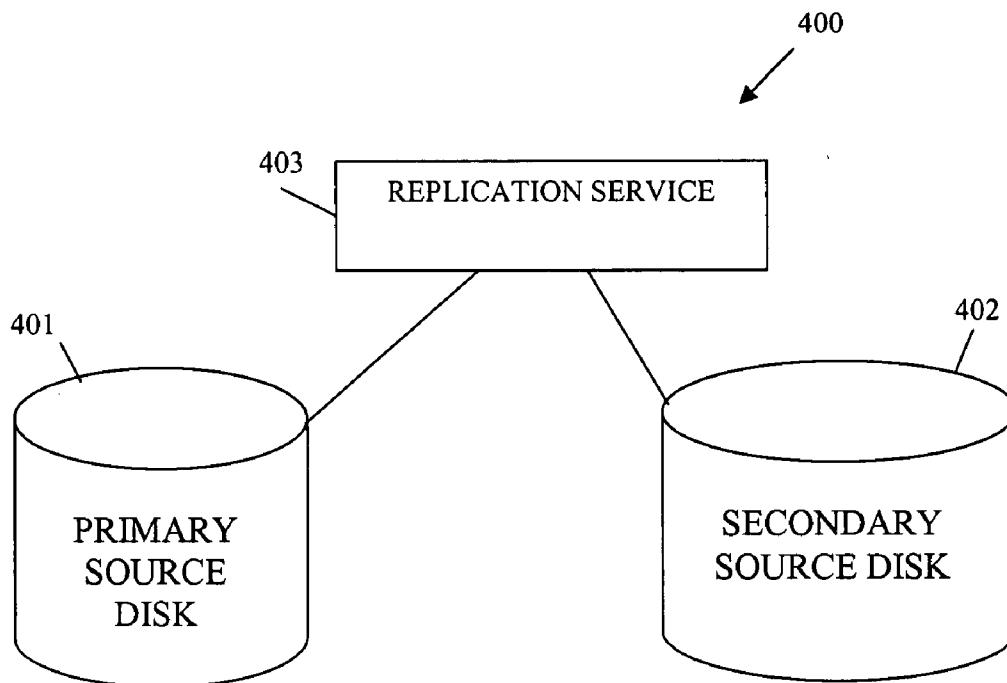 400
403
REPLICATION SERVICE
401
402
PRIMARY
SOURCE
DISK
SECONDARY
SOURCE DISK